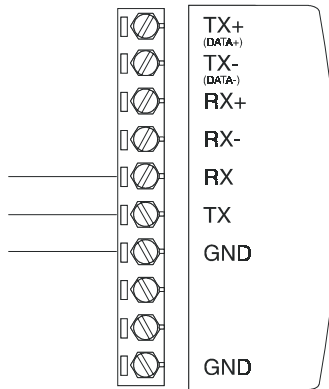 TX+
(DATA+)
TX-
(DATA-)
RX+
RX-
RX
TX
GND
GND